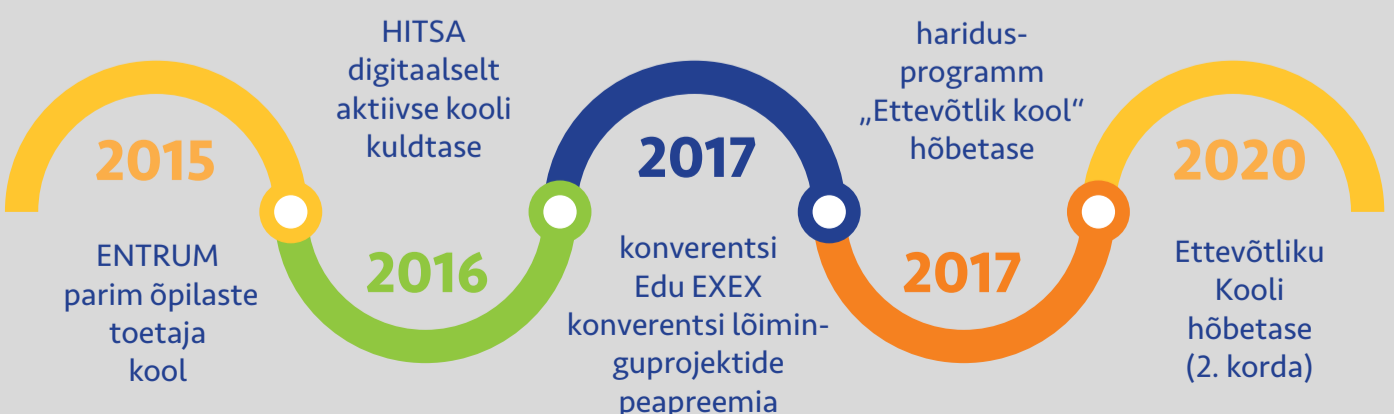 2015
ENTRUM
parim õpilaste
toetaja
kool
HITSA
digitaalselt
aktiivse kooli
kuldtase
2016
2017
konverentsi
Edu EXEX
konverentsi lõimin-
guprojektide
peapreemia
haridus-
programm
„Ettevõtlik kool“
hõbetase
2017
2020
Ettevõtliku
Kooli
hõbetase
(2. korda)